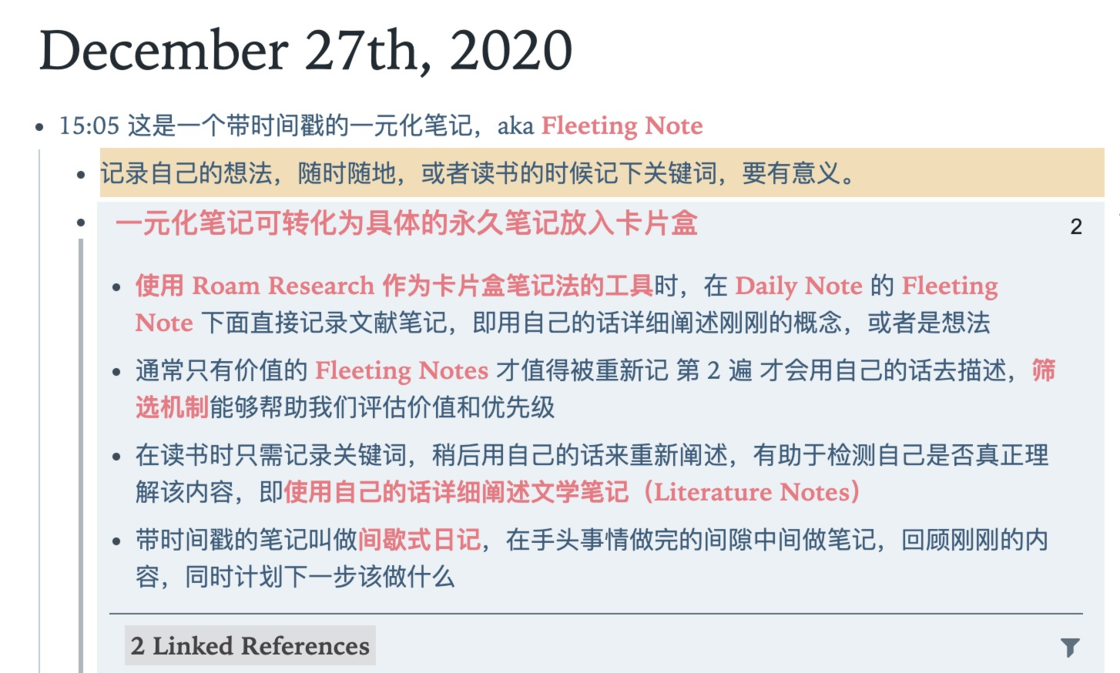 December 27th, 2020
15:05 这是一个带时间戳的一元化笔记，aka Fleeting Note
记录自己的想法，随时随地，或者读书的时候记下关键词，要有意义。
一元化笔记可转化为具体的永久笔记放入卡片盒 2
使用 Roam Research 作为卡片盒笔记法的工具时，在 Daily Note 的 Fleeting
Note 下面直接记录文献笔记，即用自己的话详细阐述刚刚的概念，或者是想法
通常只有价值的 Fleeting Notes 才值得被重新记 第 2 遍 才会用自己的话去描述，筛
选机制能够帮助我们评估价值和优先级
在读书时只需记录关键词，稍后用自己的话来重新阐述，有助于检测自己是否真正理
解该内容，即使用自己的话详细阐述文学笔记（Literature Notes）
带时间戳的笔记叫做间歇式日记，在手头事情做完的间隙中间做笔记，回顾刚刚的内
容，同时计划下一步该做什么
2 Linked References